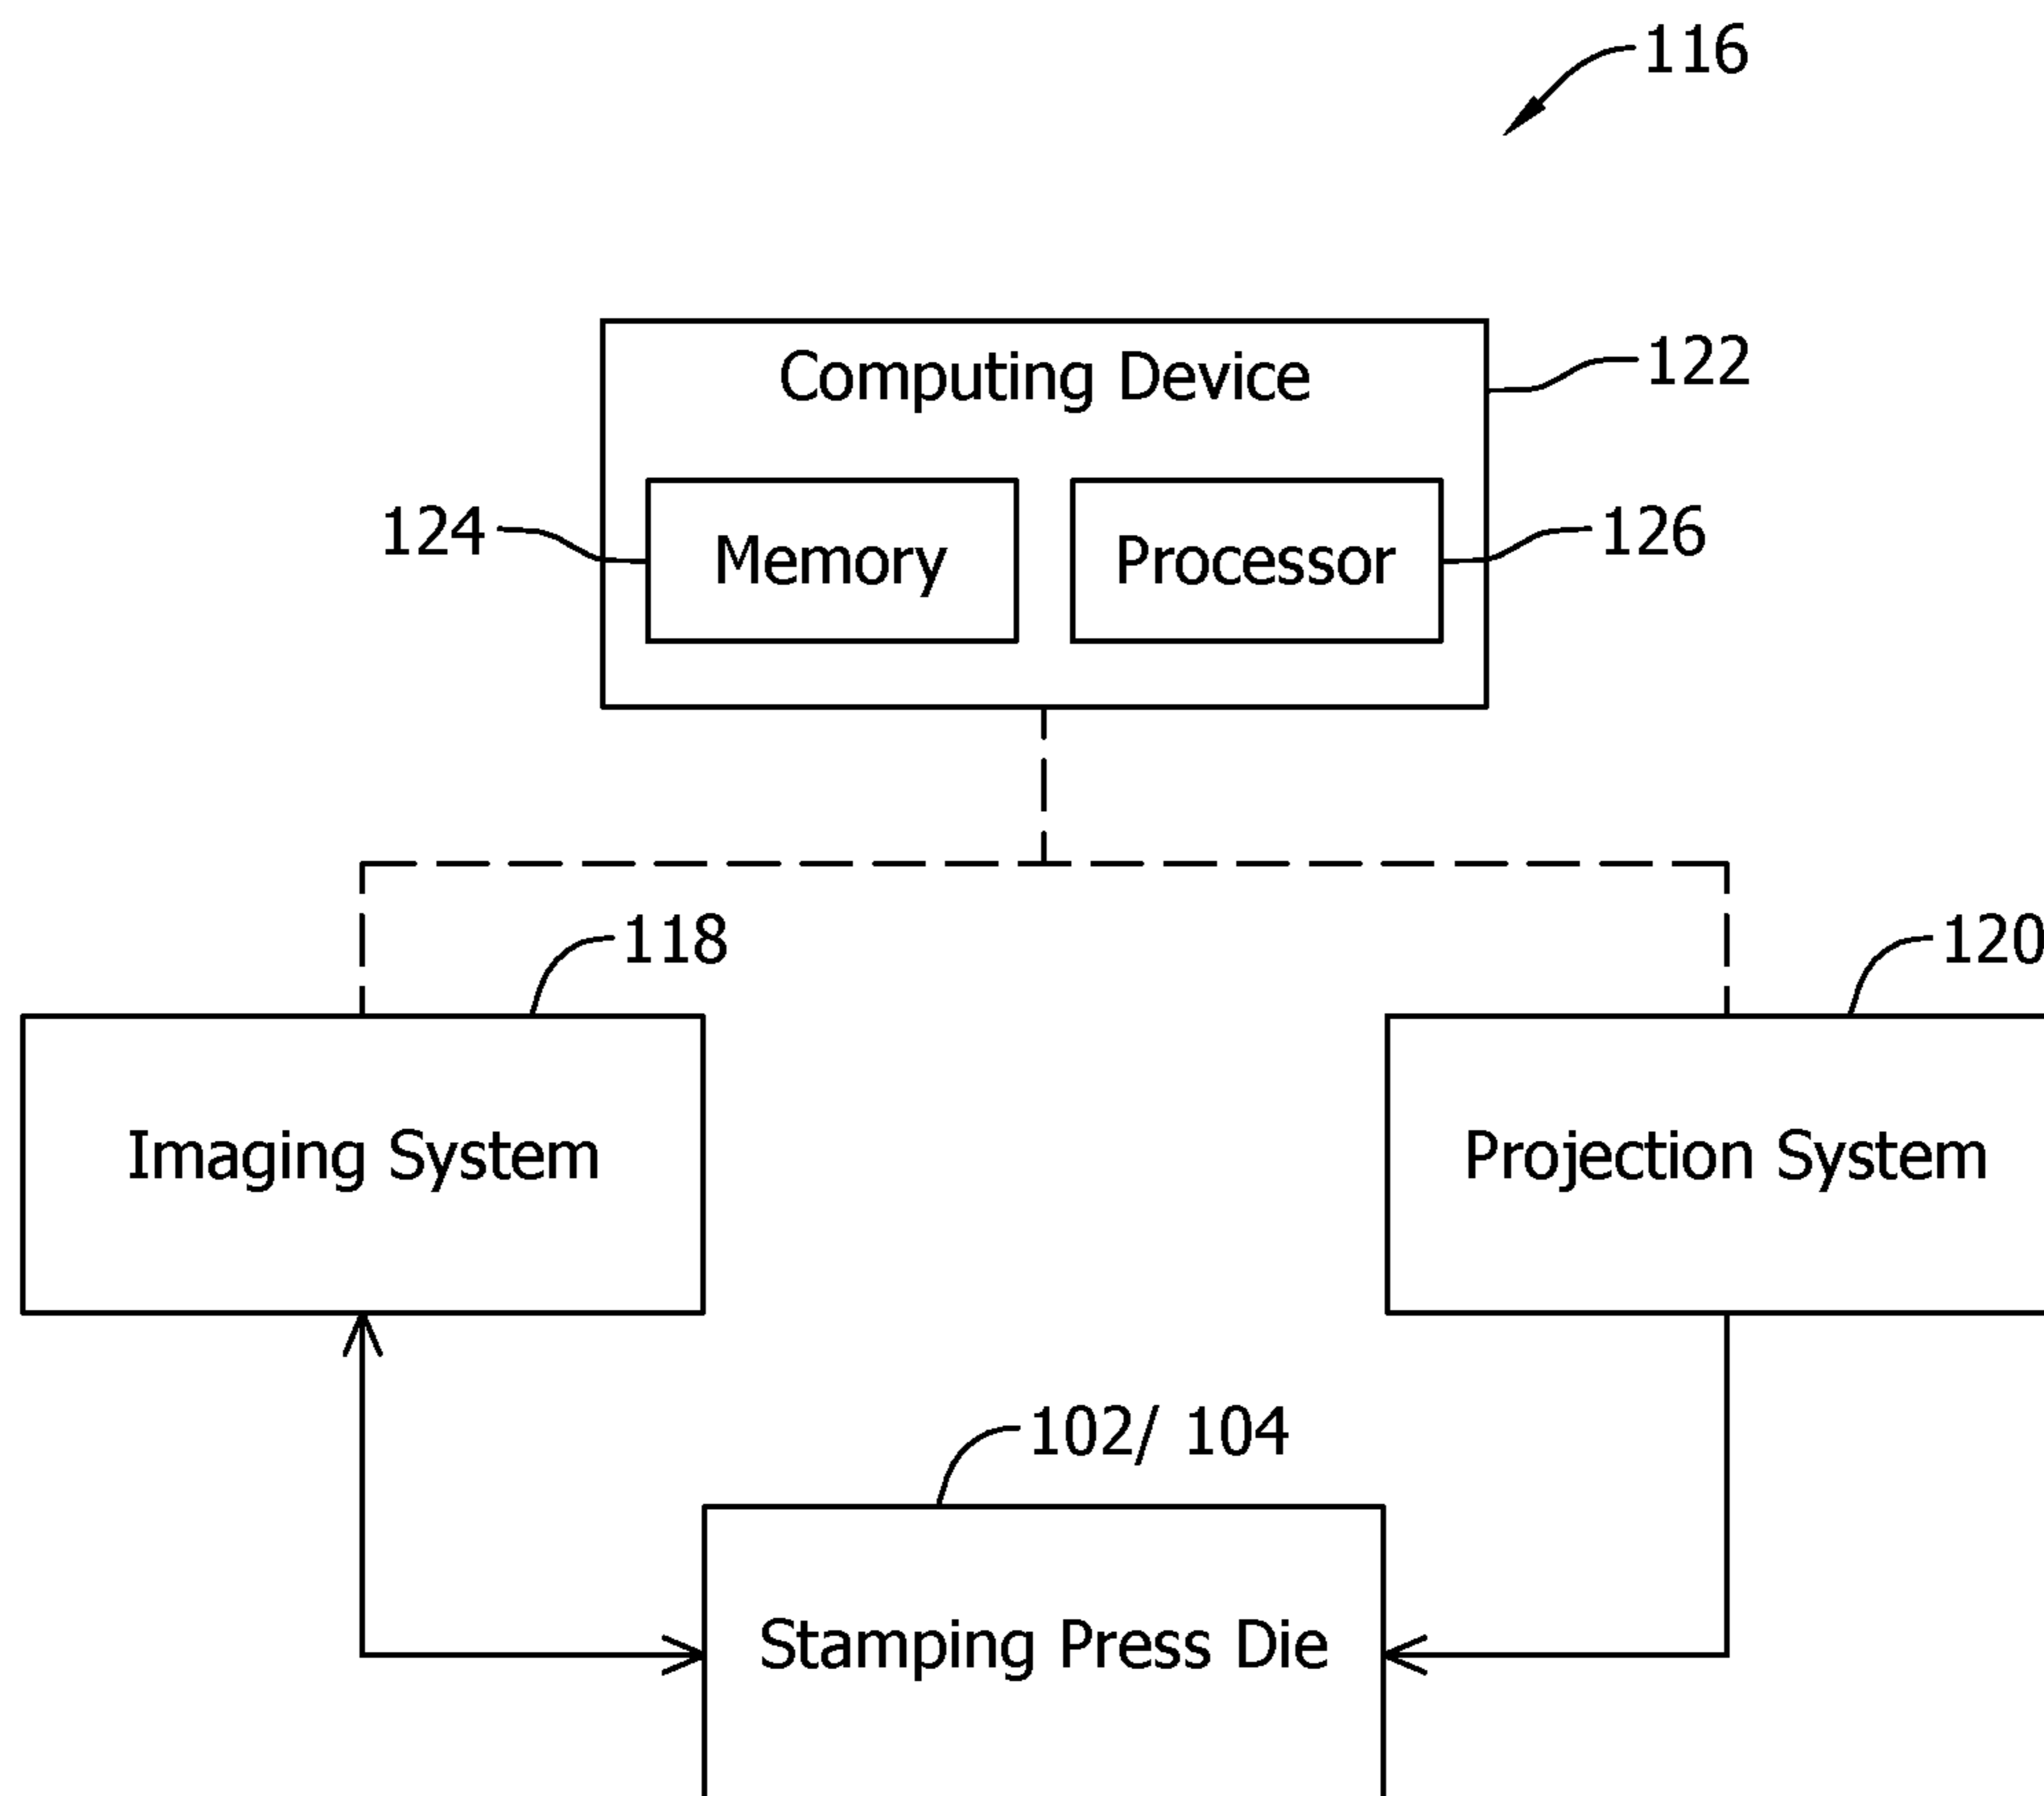 116
Computing Device
122
124
Memory
Processor
126
118
120
Imaging System
Projection System
102/ 104
Stamping Press Die